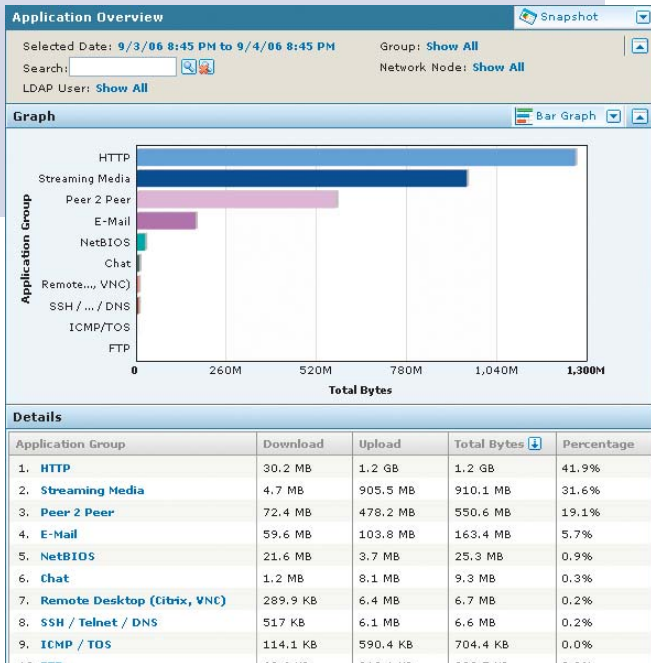 Application Overview
Snapshot
Selected Date: 9/3/06 8:45 PM to 9/4/06 8:45 PM
Group: Show All
Search:
Network Node: Show All
LDAP User: Show All
Graph
Bar Graph
Application Group
HTTP
Streaming Media
Peer 2 Peer
E-Mail
NetBIOS
Chat
Remote..., VNC)
SSH / ... / DNS
ICMP/TOS
FTP
0 260M 520M 780M 1,040M 1,300M
Total Bytes
Details
Application Group Download Upload Total Bytes Percentage
1. HTTP 30.2 MB 1.2 GB 1.2 GB 41.9%
2. Streaming Media 4.7 MB 905.5 MB 910.1 MB 31.6%
3. Peer 2 Peer 72.4 MB 478.2 MB 550.6 MB 19.1%
4. E-Mail 59.6 MB 103.8 MB 163.4 MB 5.7%
5. NetBIOS 21.6 MB 3.7 MB 25.3 MB 0.9%
6. Chat 1.2 MB 8.1 MB 9.3 MB 0.3%
7. Remote Desktop (Citrix, VNC) 289.9 KB 6.4 MB 6.7 MB 0.2%
8. SSH / Telnet / DNS 517 KB 6.1 MB 6.6 MB 0.2%
9. ICMP / TOS 114.1 KB 590.4 KB 704.4 KB 0.0%